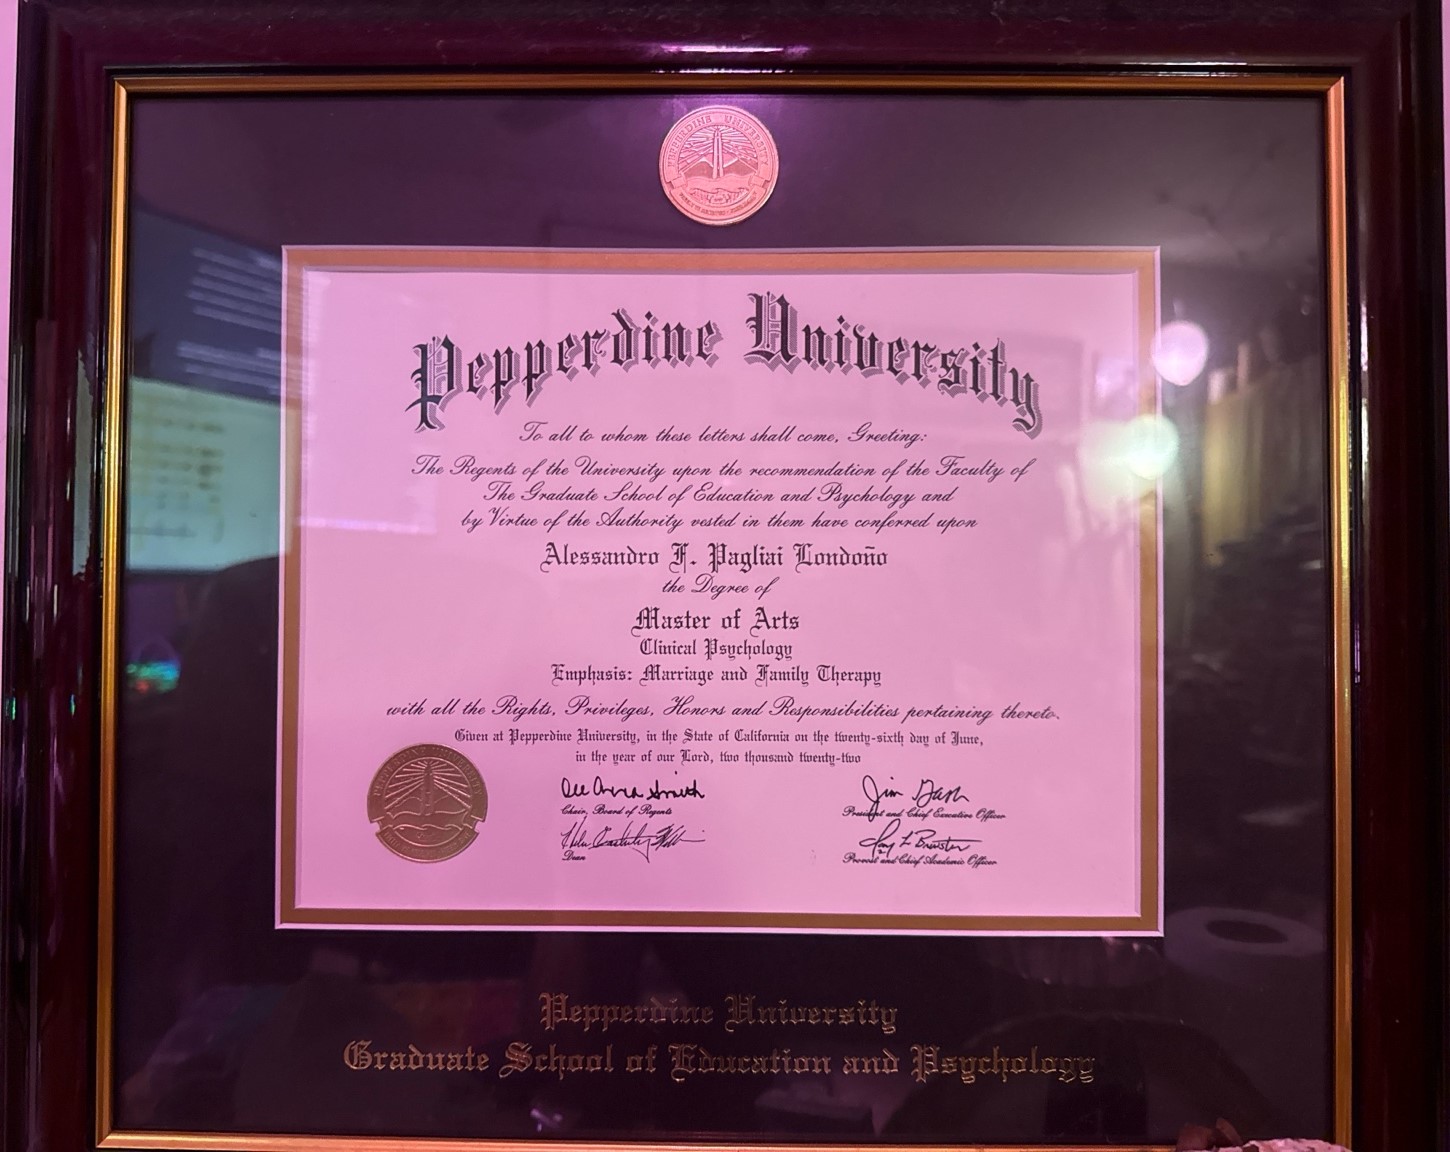 PEPPERDINE UNIVERSITY
Pepperdine University
To all to whom these letters shall come, Greeting:
The Regents of the University upon the recommendation of the Faculty of
The Graduate School of Education and Psychology and
by Virtue of the Authority vested in them have conferred upon
Alessandro F. Pagliai Londoño
the Degree of
Master of Arts
Clinical Psychology
Emphasis: Marriage and Family Therapy
with all the Rights, Privileges, Honors and Responsibilities pertaining thereto.
Given at Pepperdine University, in the State of California on the twenty-sixth day of June,
in the year of our Lord, two thousand twenty-two
PEPPERDINE UNIVERSITY
Chair, Board of Regents
President and Chief Executive Officer
Dean
Provost and Chief Academic Officer
Pepperdine University
Graduate School of Education and Psychology